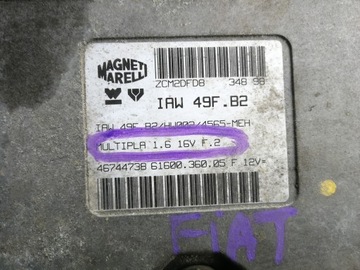 MAGNETI
MARELLI
ZCM2DFD8 348 98
IAW 49F.B2
IAW 49F.B2/HW002/4565-MEH
MULTIPLA 1.6 16V F.2
46744738 61600.360.05 F 12V=
FIAT